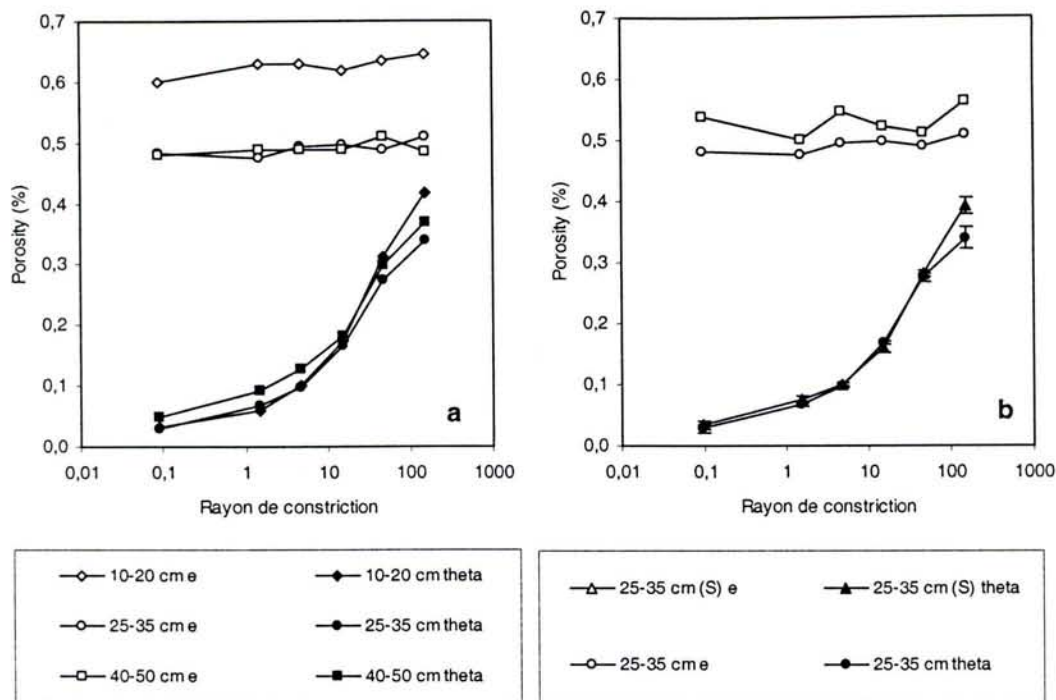 0,7
0,6
0,5
0,4
0,3
0,2
0,1
0,0
Porosity (%)
0,01 0,1 1 10 100 1000
Rayon de constriction
a
0,7
0,6
0,5
0,4
0,3
0,2
0,1
0,0
Porosity (%)
0,01 0,1 1 10 100 1000
Rayon de constriction
b
10-20 cm e 10-20 cm theta
25-35 cm e 25-35 cm theta
40-50 cm e 40-50 cm theta
25-35 cm (S) e 25-35 cm (S) theta
25-35 cm e 25-35 cm theta